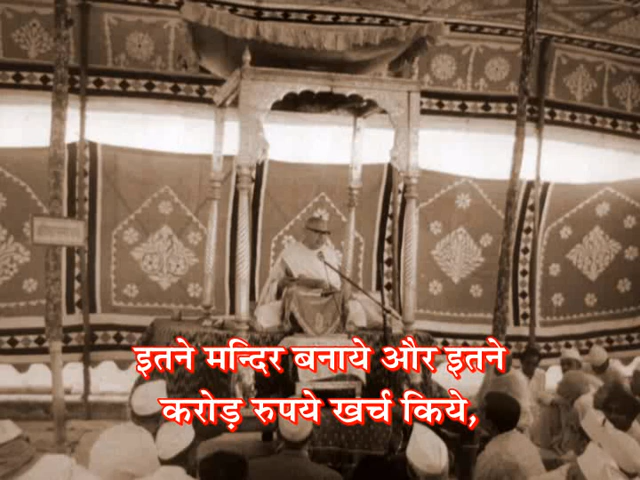 इतने मन्दिर बनाये और इतने
करोड़ रुपये खर्च किये,